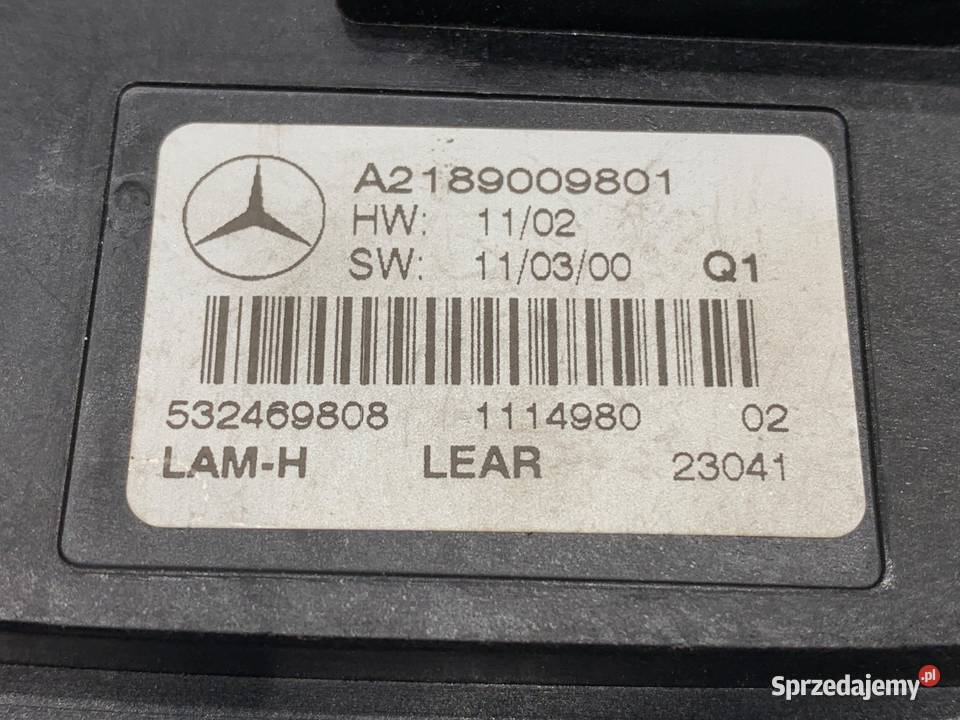 A2189009801
HW: 11/02
SW: 11/03/00 Q1
532469808 1114980 02
LAM-H LEAR 23041
Sprzedajemy.pl